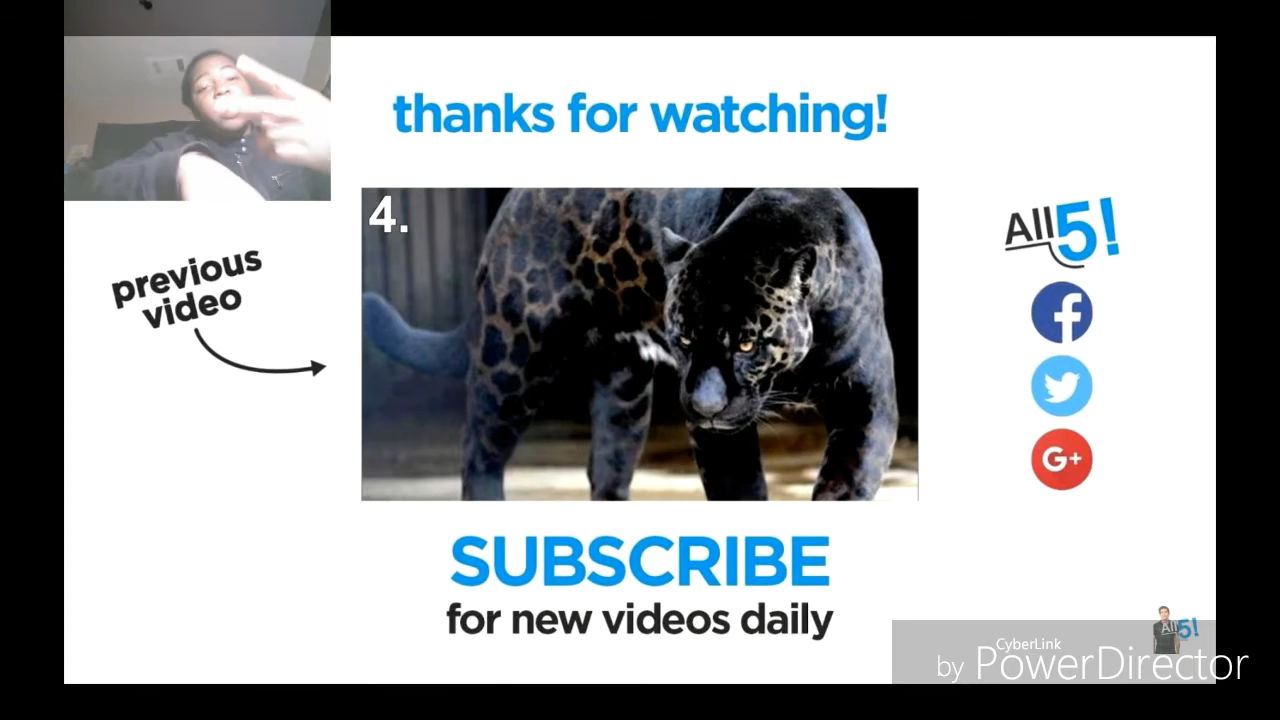 thanks for watching!
4.
previous
video
All5!
f
G+
SUBSCRIBE
for new videos daily
All5!
CyberLink
by PowerDirector